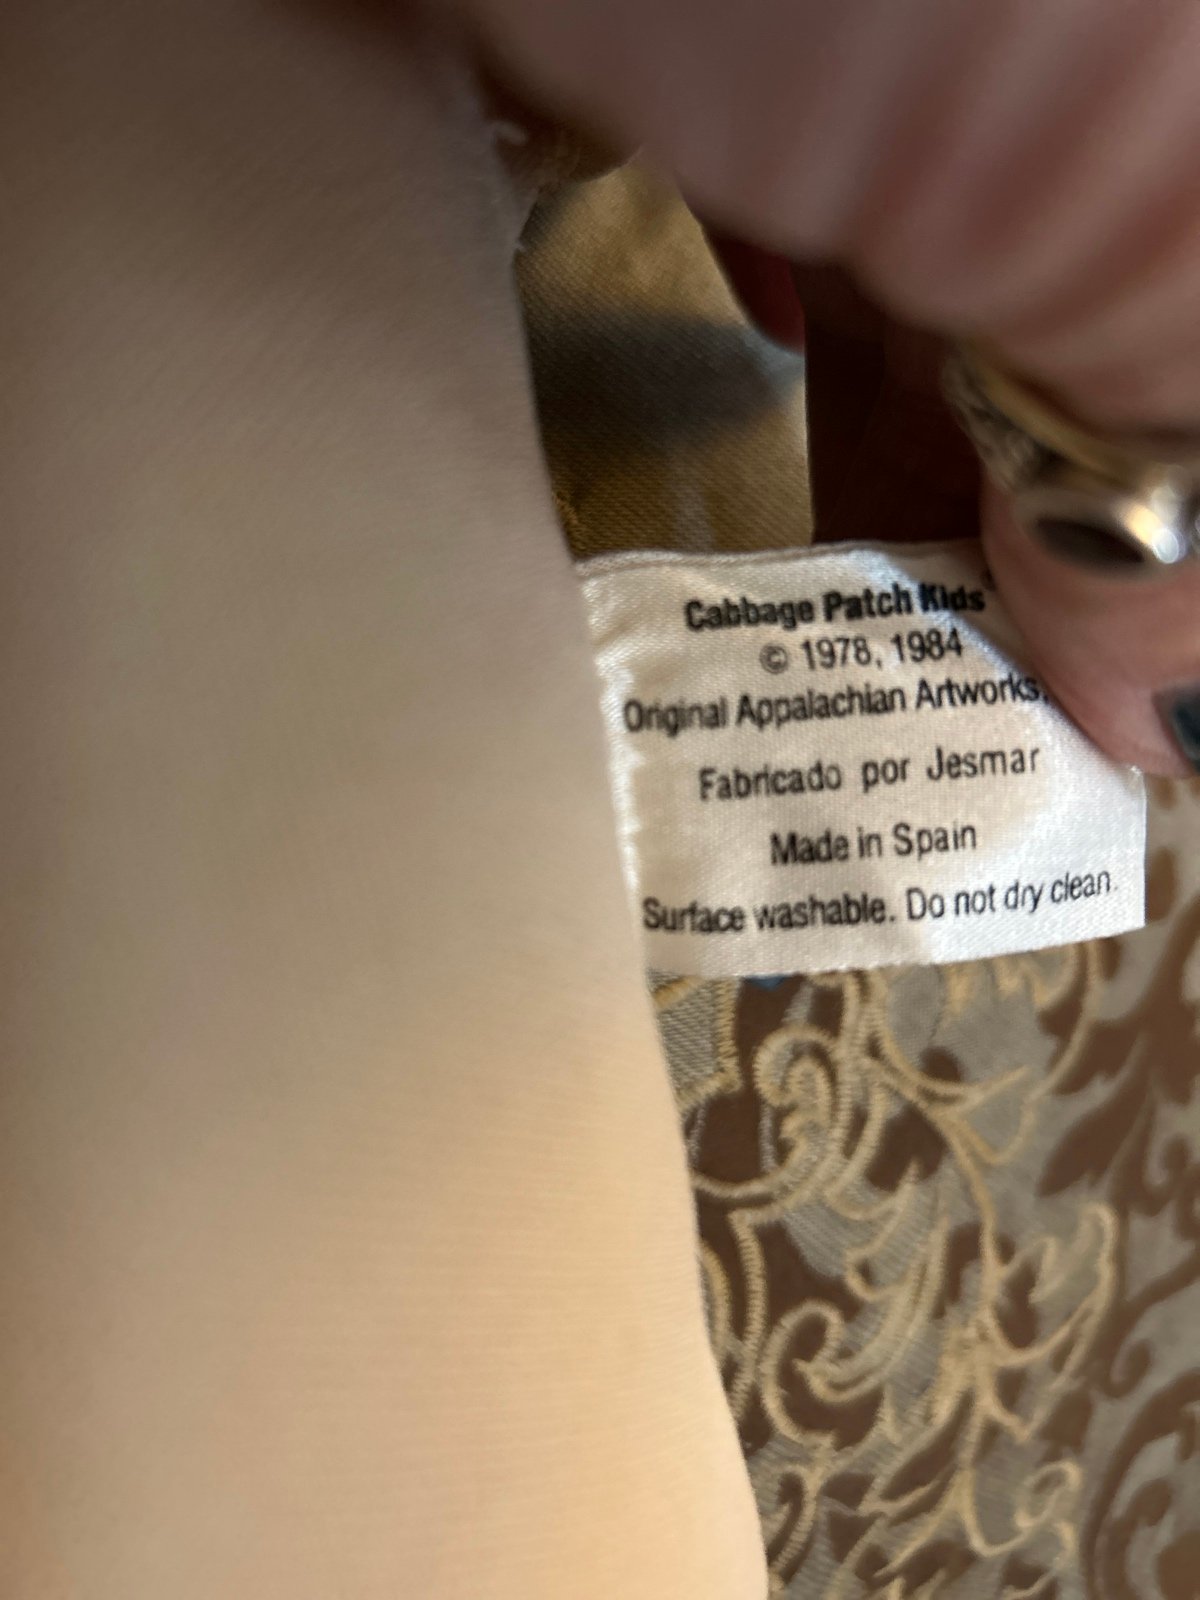 Cabbage Patch Kids™
© 1978, 1984
Original Appalachian Artworks.
Fabricado por Jesmar
Made in Spain
Surface washable. Do not dry clean.